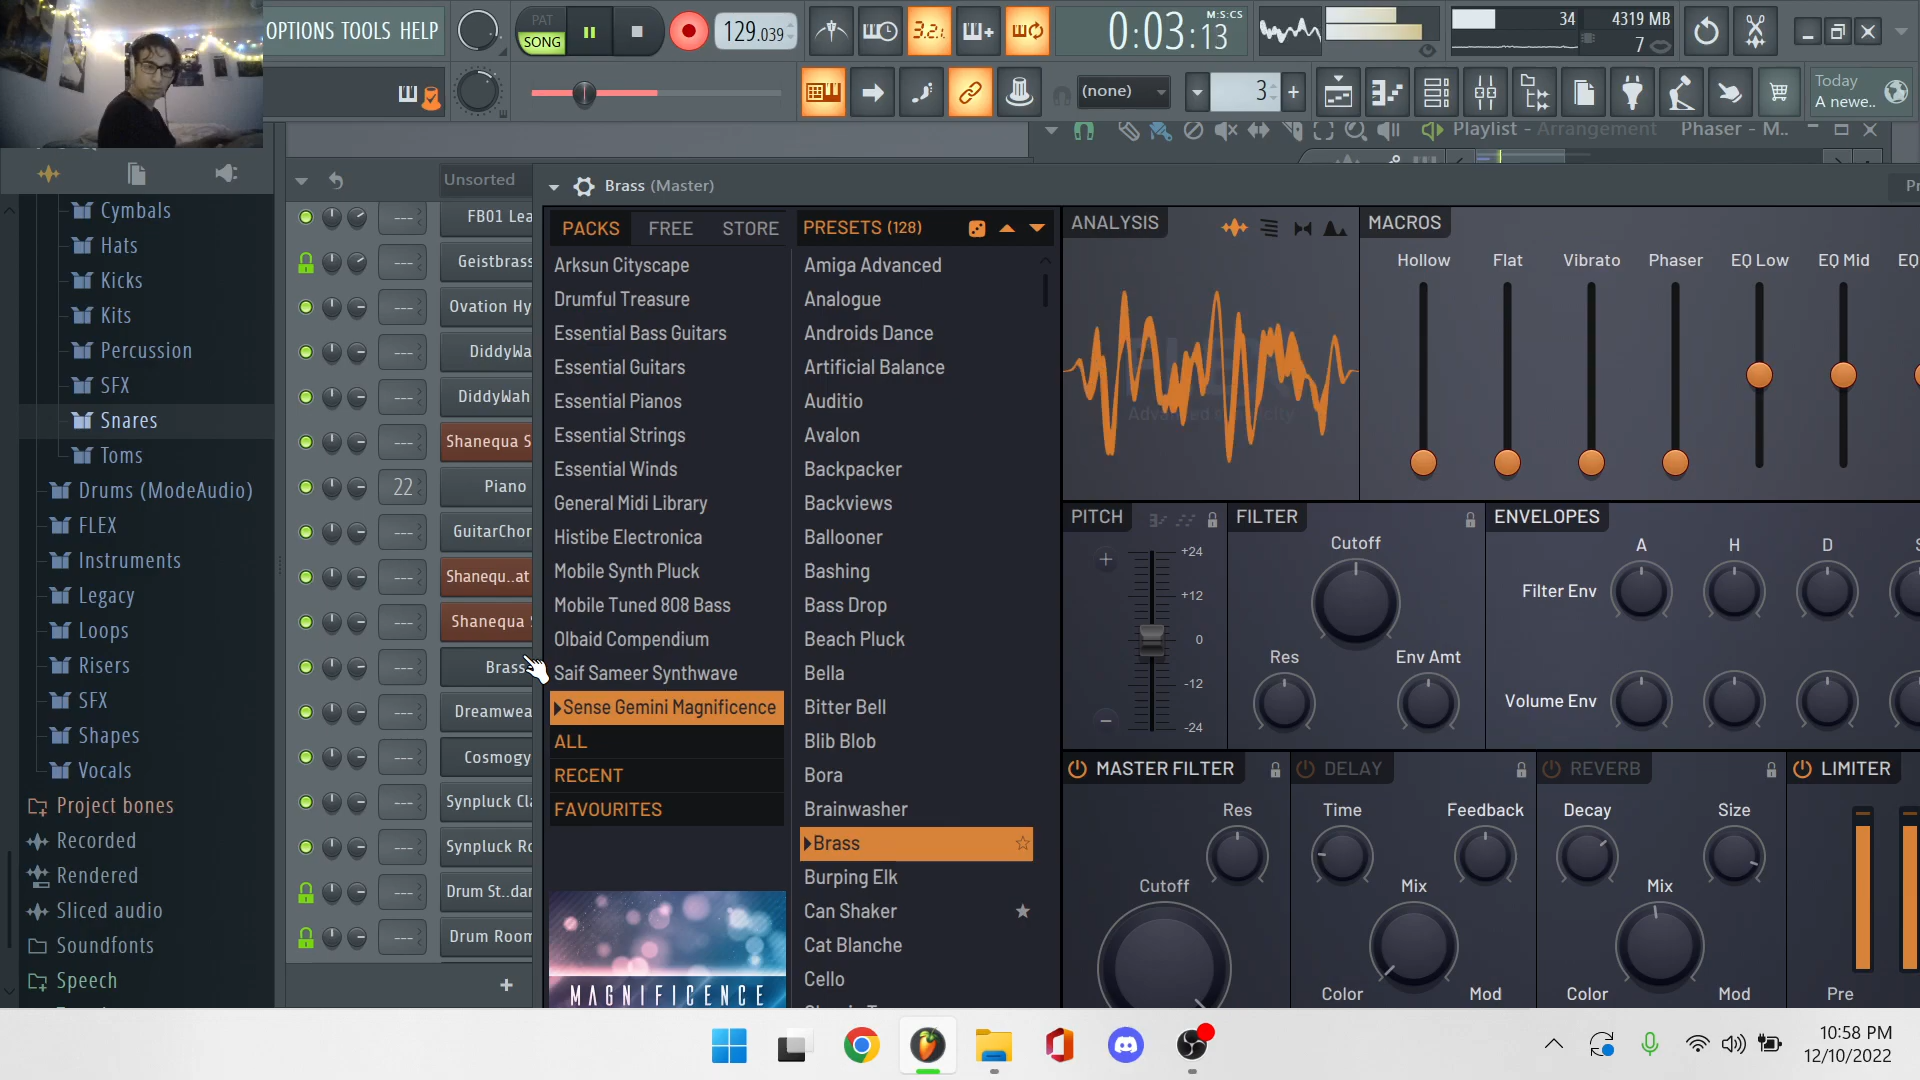 OPTIONS TOOLS HELP
PAT
SONG
129.039
3.2.1
0:03:13
M:S:CS
34
4319 MB
7
(none)
3
Today
A newe..
Playlist - Arrangement
Phaser - M..
Unsorted
Brass (Master)
Cymbals
Hats
Kicks
Kits
Percussion
SFX
Snares
Toms
Drums (ModeAudio)
FLEX
Instruments
Legacy
Loops
Risers
SFX
Shapes
Vocals
Project bones
Recorded
Rendered
Sliced audio
Soundfonts
Speech
FB01 Lea
Geistbrass
Ovation Hy
DiddyWa
DiddyWah
Shanequa S
22
Piano
GuitarChor
Shanequ..at
Shanequa
Brass
Dreamwea
Cosmogy
Synpluck Cl
Synpluck Ro
Drum St..dar
Drum Room
PACKS FREE STORE
Arksun Cityscape
Drumful Treasure
Essential Bass Guitars
Essential Guitars
Essential Pianos
Essential Strings
Essential Winds
General Midi Library
Histibe Electronica
Mobile Synth Pluck
Mobile Tuned 808 Bass
Olbaid Compendium
Saif Sameer Synthwave
Sense Gemini Magnificence
ALL
RECENT
FAVOURITES
MAGNIFICENCE
PRESETS (128)
Amiga Advanced
Analogue
Androids Dance
Artificial Balance
Auditio
Avalon
Backpacker
Backviews
Ballooner
Bashing
Bass Drop
Beach Pluck
Bella
Bitter Bell
Blib Blob
Bora
Brainwasher
Brass
Burping Elk
Can Shaker
Cat Blanche
Cello
ANALYSIS
MACROS
Hollow Flat Vibrato Phaser EQ Low EQ Mid EQ
PITCH
+24
+12
0
-12
-24
FILTER
Cutoff
Res
Env Amt
ENVELOPES
A H D
Filter Env
Volume Env
MASTER FILTER
Res
Cutoff
DELAY
Time
Feedback
Mix
Color
Mod
REVERB
Decay
Size
Mix
Color
Mod
LIMITER
Pre
10:58 PM
12/10/2022